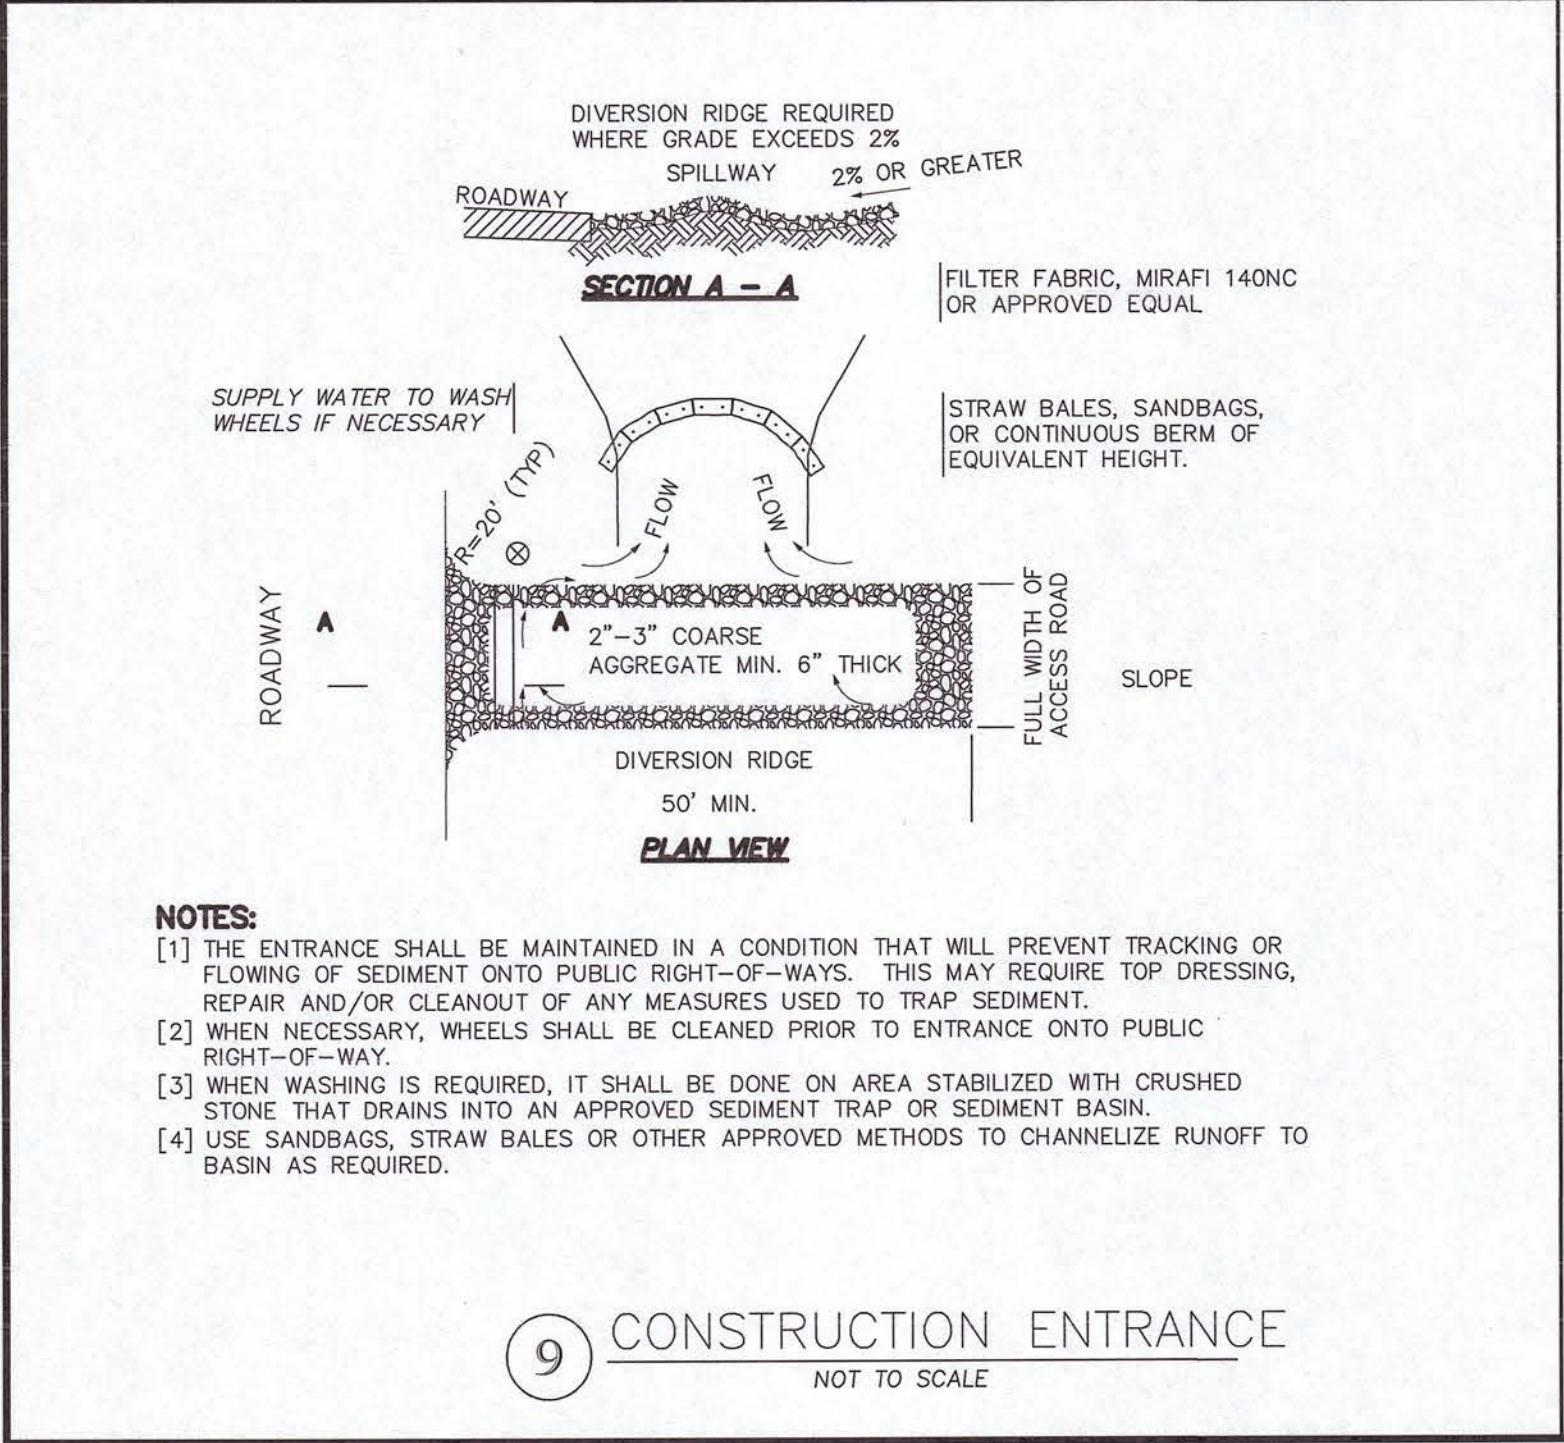 DIVERSION RIDGE REQUIRED
WHERE GRADE EXCEEDS 2%
SPILLWAY
2% OR GREATER
ROADWAY
SECTION A – A
FILTER FABRIC, MIRAFI 140NC
OR APPROVED EQUAL
SUPPLY WATER TO WASH
WHEELS IF NECESSARY
STRAW BALES, SANDBAGS,
OR CONTINUOUS BERM OF
EQUIVALENT HEIGHT.
R=20' (TYP)
FLOW
FLOW
ROADWAY
A
A
2"–3" COARSE
AGGREGATE MIN. 6" THICK
FULL WIDTH OF
ACCESS ROAD
SLOPE
DIVERSION RIDGE
50' MIN.
PLAN VIEW
NOTES:
[1] THE ENTRANCE SHALL BE MAINTAINED IN A CONDITION THAT WILL PREVENT TRACKING OR
FLOWING OF SEDIMENT ONTO PUBLIC RIGHT–OF–WAYS. THIS MAY REQUIRE TOP DRESSING,
REPAIR AND/OR CLEANOUT OF ANY MEASURES USED TO TRAP SEDIMENT.
[2] WHEN NECESSARY, WHEELS SHALL BE CLEANED PRIOR TO ENTRANCE ONTO PUBLIC
RIGHT–OF–WAY.
[3] WHEN WASHING IS REQUIRED, IT SHALL BE DONE ON AREA STABILIZED WITH CRUSHED
STONE THAT DRAINS INTO AN APPROVED SEDIMENT TRAP OR SEDIMENT BASIN.
[4] USE SANDBAGS, STRAW BALES OR OTHER APPROVED METHODS TO CHANNELIZE RUNOFF TO
BASIN AS REQUIRED.
9 CONSTRUCTION ENTRANCE
NOT TO SCALE